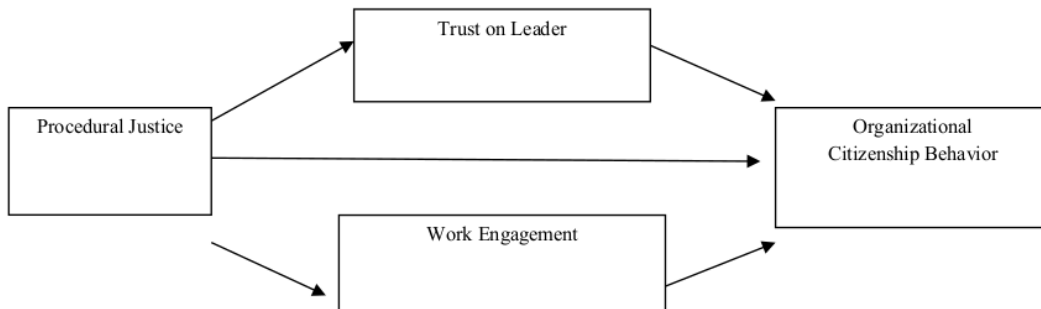 Trust on Leader
Procedural Justice
Organizational
Citizenship Behavior
Work Engagement